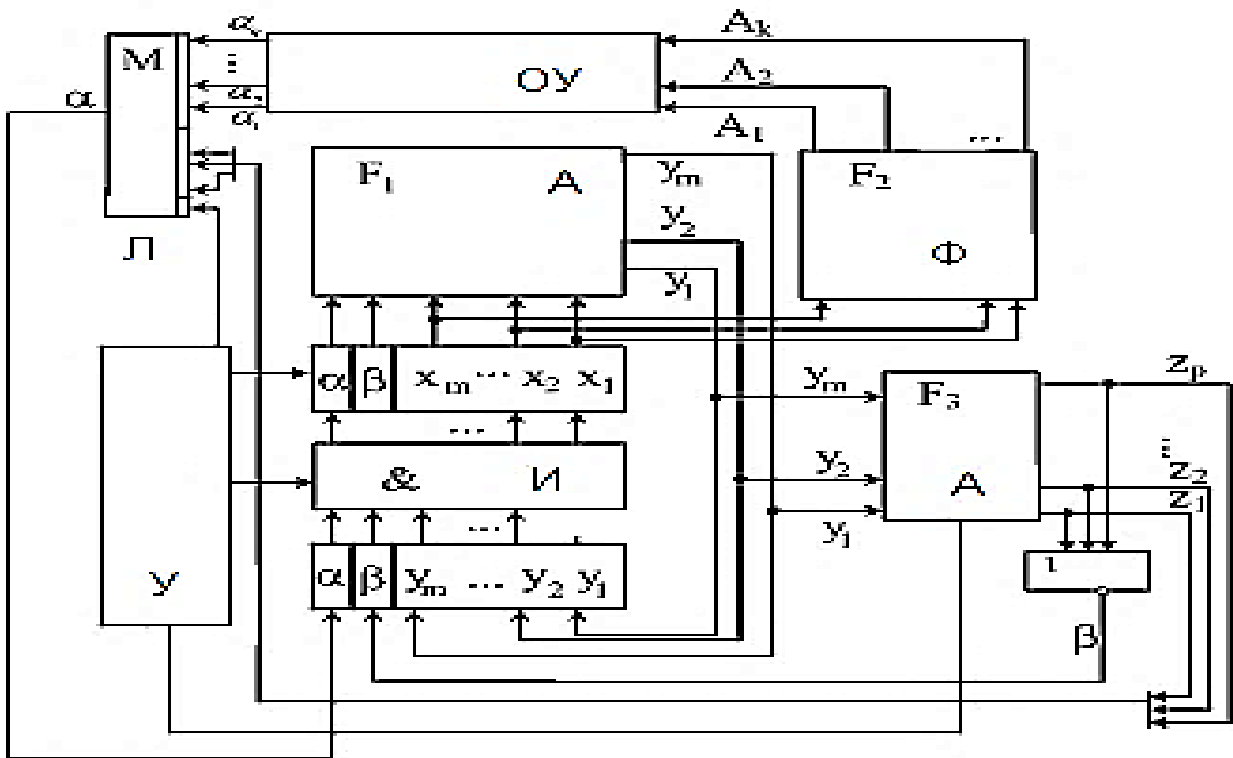 М
α
Л
α
ОУ
A_k
A_2
A_1
F_1 А
y_m
y_2
y_1
F_2
...
Ф
α β x_m ... x_2 x_1
...
& И
...
α β y_m ... y_2 y_1
У
y_m
y_2
y_1
F_3
А
z_p
...
z_2
z_1
1
β